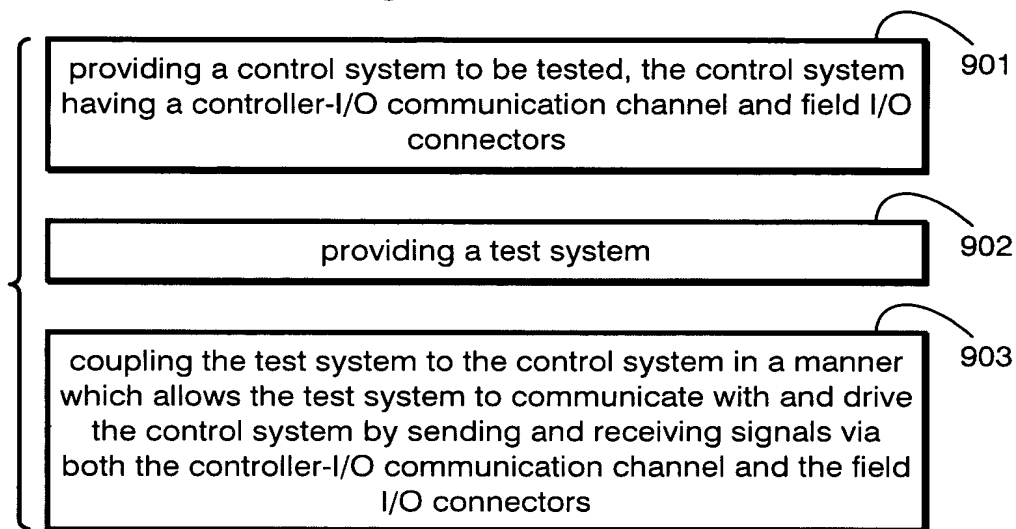 providing a control system to be tested, the control system
having a controller-I/O communication channel and field I/O
connectors
901
providing a test system
902
coupling the test system to the control system in a manner
which allows the test system to communicate with and drive
the control system by sending and receiving signals via
both the controller-I/O communication channel and the field
I/O connectors
903